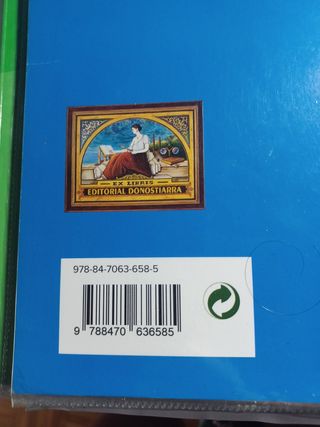 EX LIBRIS
EDITORIAL DONOSTIARRA
978-84-7063-658-5
9 788470 636585